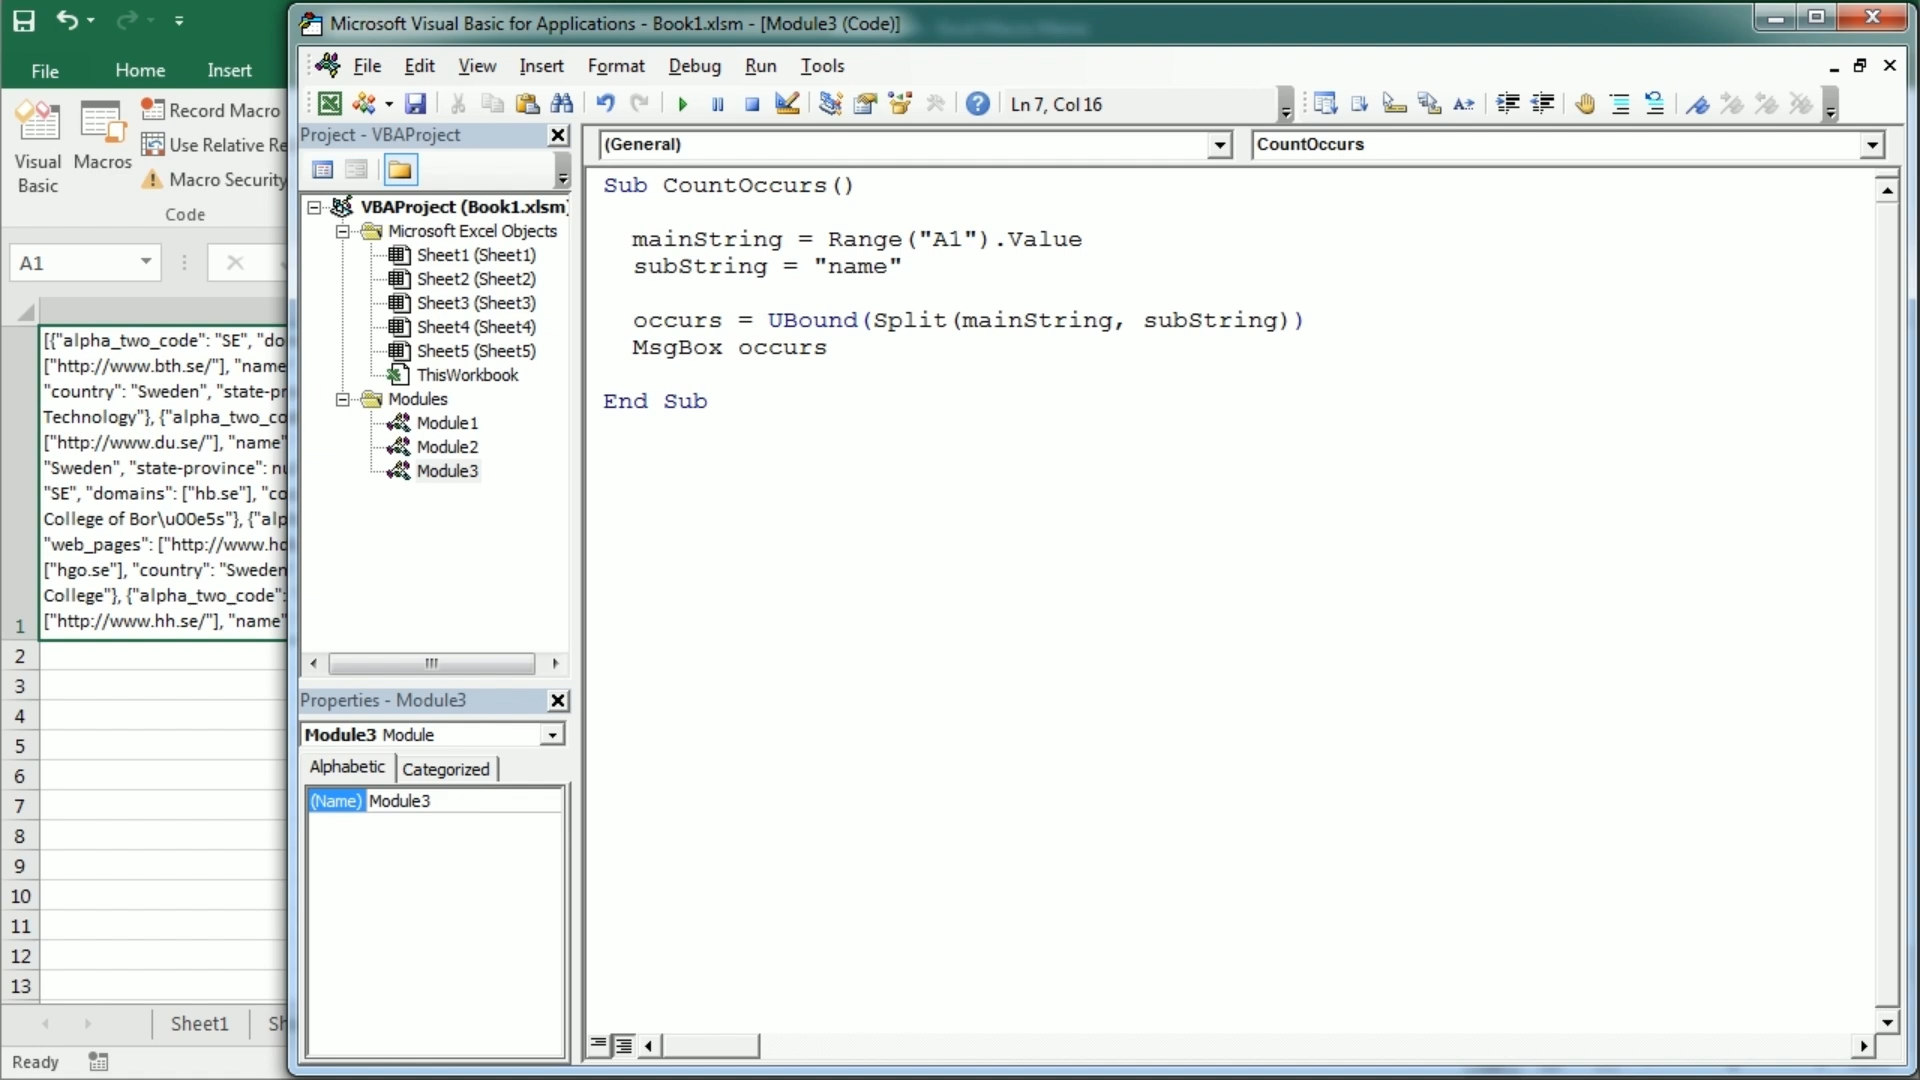 Microsoft Visual Basic for Applications - Book1.xlsm - [Module3 (Code)]
File Home Insert
File Edit View Insert Format Debug Run Tools
Visual Basic
Macros
Record Macro
Use Relative Re
Macro Security
Code
Ln 7, Col 16
Project - VBAProject
(General)
CountOccurs
A1
VBAProject (Book1.xlsm)
Microsoft Excel Objects
Sheet1 (Sheet1)
Sheet2 (Sheet2)
Sheet3 (Sheet3)
Sheet4 (Sheet4)
Sheet5 (Sheet5)
ThisWorkbook
Modules
Module1
Module2
Module3
Sub CountOccurs()
mainString = Range("A1").Value
subString = "name"
occurs = UBound(Split(mainString, subString))
MsgBox occurs
End Sub
[{"alpha_two_code": "SE", "do
["http://www.bth.se/"], "name
"country": "Sweden", "state-pr
Technology"}, {"alpha_two_co
["http://www.du.se/"], "name"
"Sweden", "state-province": nu
"SE", "domains": ["hb.se"], "co
College of Bor\u00e5s"}, {"alp
"web_pages": ["http://www.ho
["hgo.se"], "country": "Sweden
College"}, {"alpha_two_code":
["http://www.hh.se/"], "name"
1
2
3
4
5
6
7
8
9
10
11
12
13
Properties - Module3
Module3 Module
Alphabetic Categorized
(Name) Module3
Sheet1 Sh
Ready